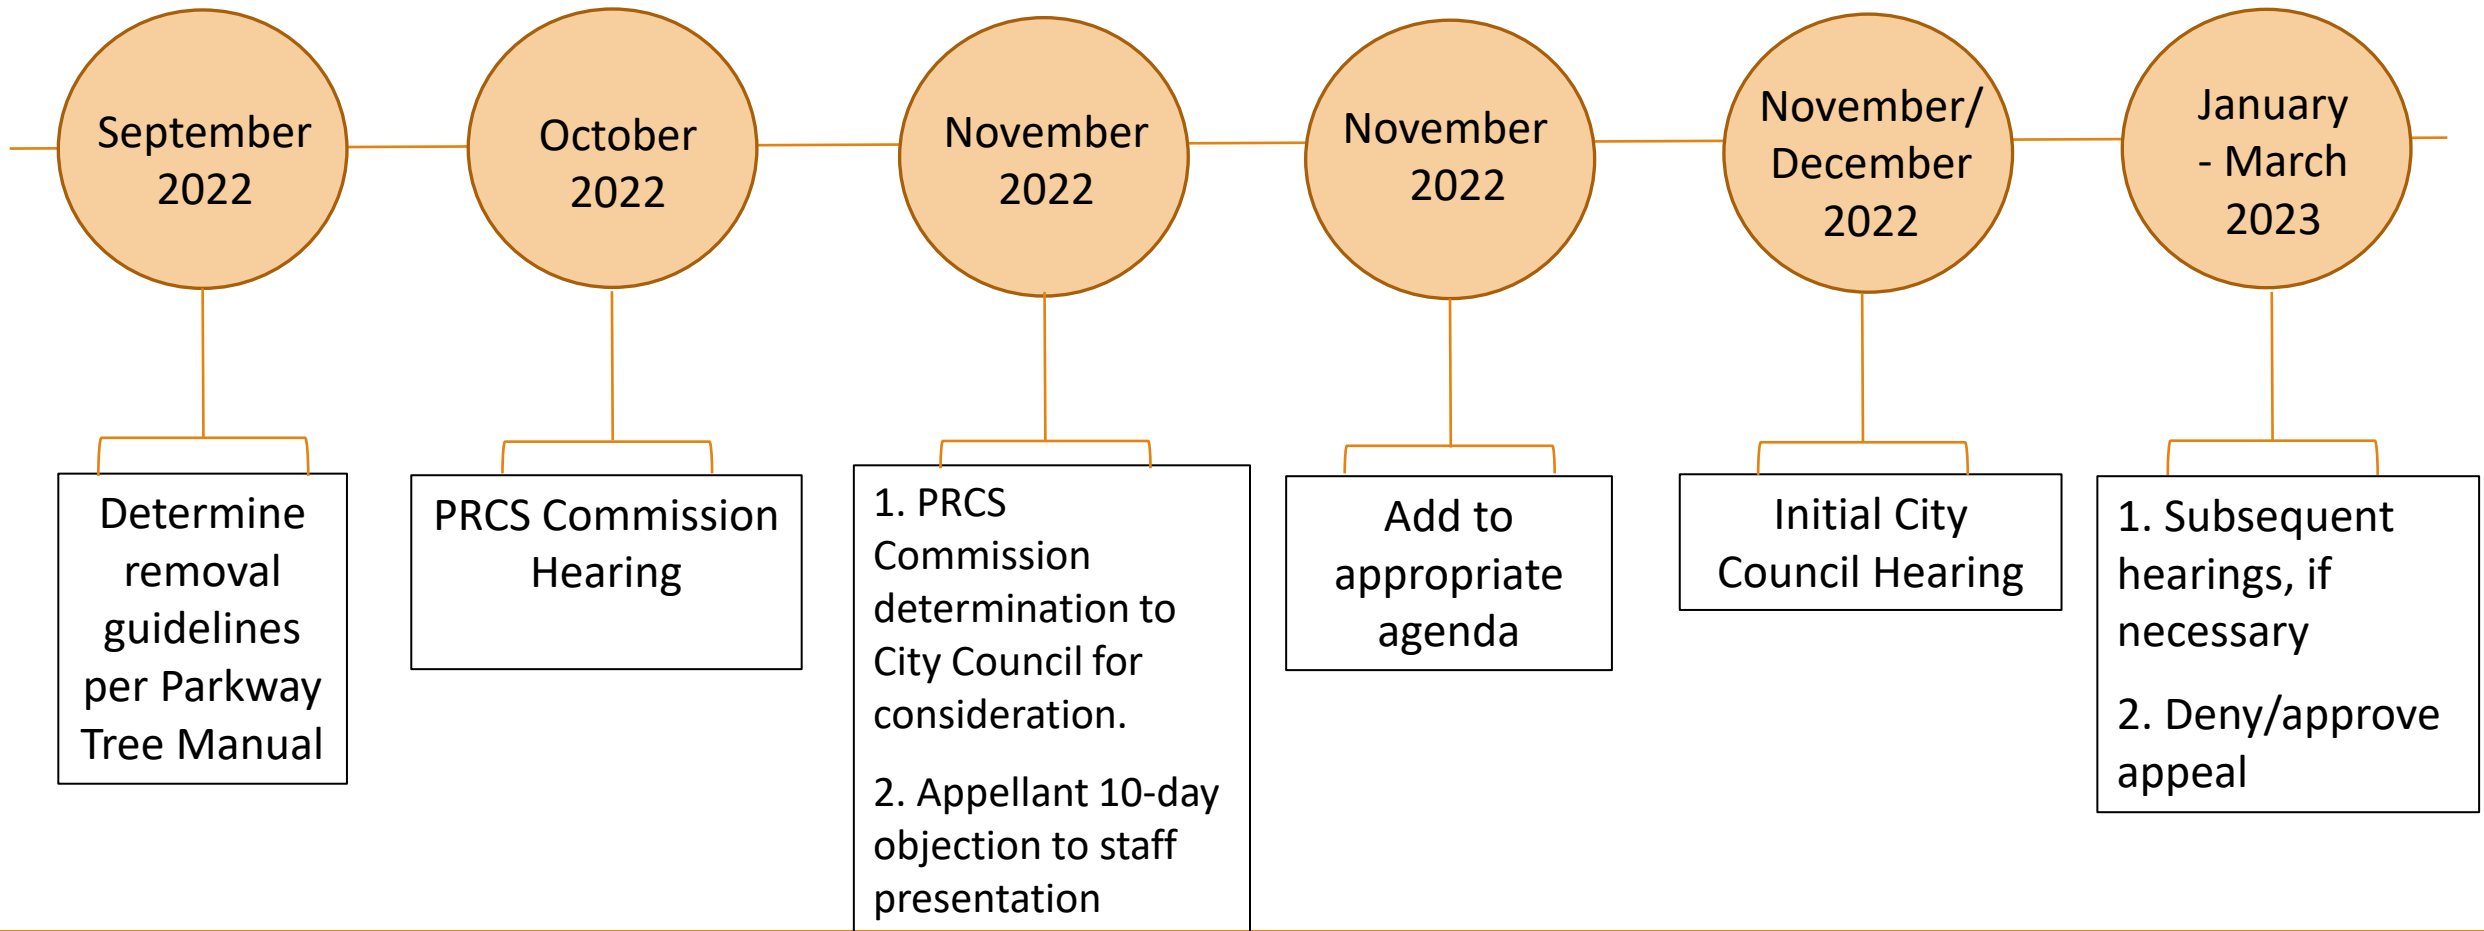 September
2022
October
2022
November
2022
November
2022
November/
December
2022
January
- March
2023
Determine
removal
guidelines
per Parkway
Tree Manual
PRCS Commission
Hearing
1. PRCS
Commission
determination to
City Council for
consideration.
2. Appellant 10-day
objection to staff
presentation
Add to
appropriate
agenda
Initial City
Council Hearing
1. Subsequent
hearings, if
necessary
2. Deny/approve
appeal